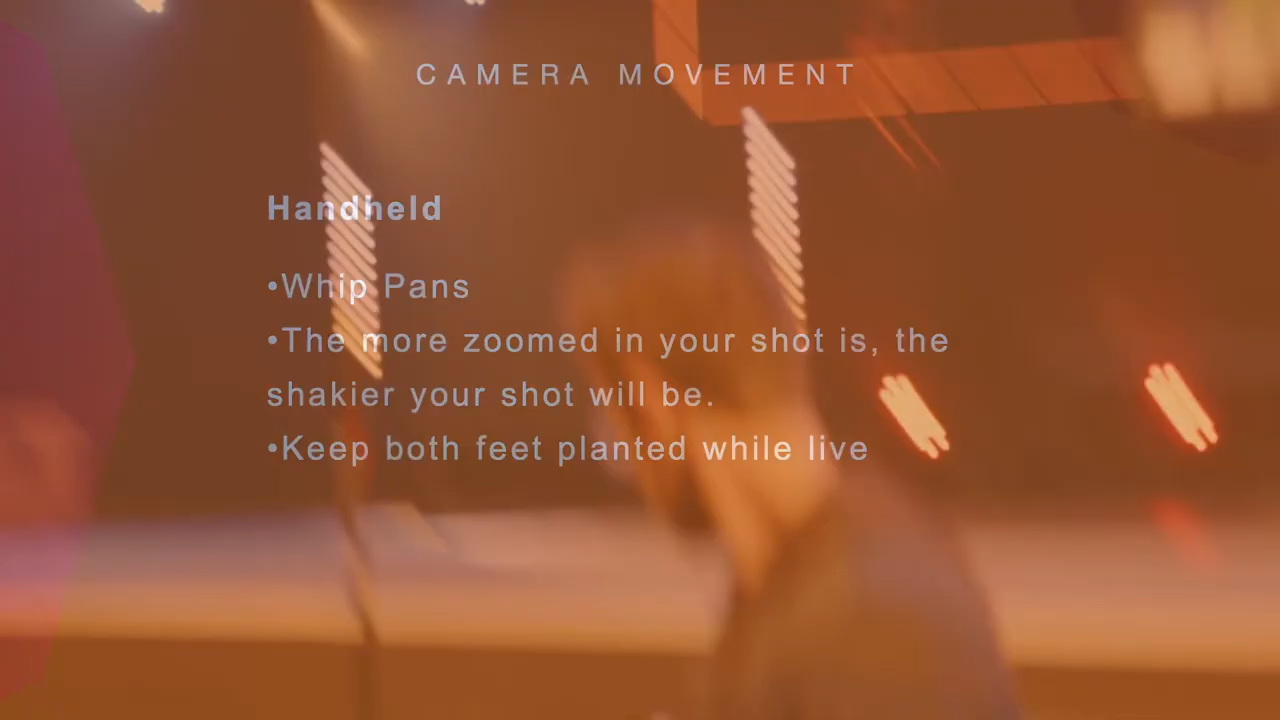 CAMERA MOVEMENT
Handheld
•Whip Pans
•The more zoomed in your shot is, the
shakier your shot will be.
•Keep both feet planted while live